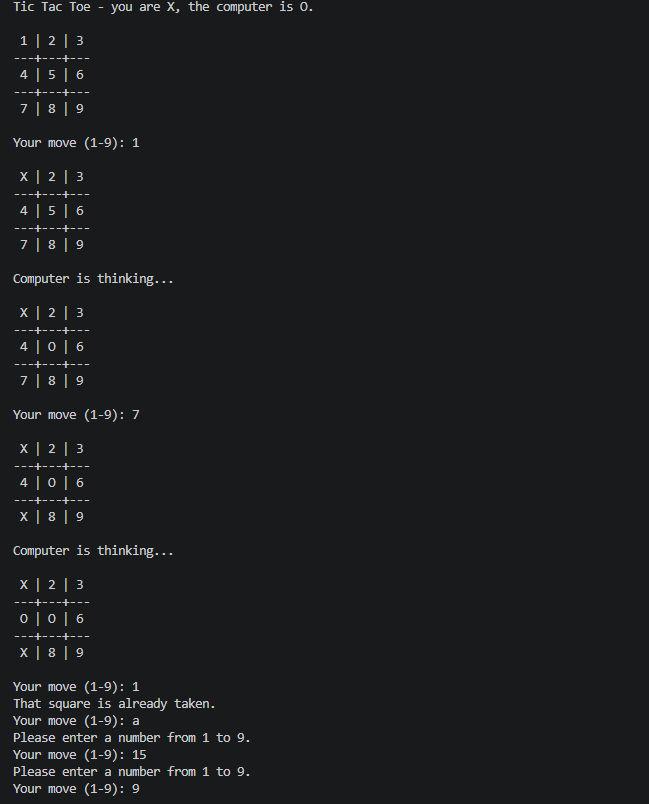 Tic Tac Toe - you are X, the computer is O.
1 | 2 | 3
---+---+---
4 | 5 | 6
---+---+---
7 | 8 | 9
Your move (1-9): 1
X | 2 | 3
---+---+---
4 | 5 | 6
---+---+---
7 | 8 | 9
Computer is thinking...
X | 2 | 3
---+---+---
4 | O | 6
---+---+---
7 | 8 | 9
Your move (1-9): 7
X | 2 | 3
---+---+---
4 | O | 6
---+---+---
X | 8 | 9
Computer is thinking...
X | 2 | 3
---+---+---
O | O | 6
---+---+---
X | 8 | 9
Your move (1-9): 1
That square is already taken.
Your move (1-9): a
Please enter a number from 1 to 9.
Your move (1-9): 15
Please enter a number from 1 to 9.
Your move (1-9): 9